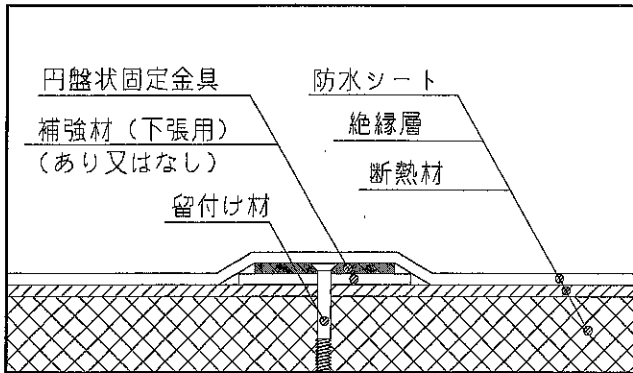 円盤状固定金具
補強材（下張用）
（あり又はなし）
留付け材
防水シート
絶縁層
断熱材